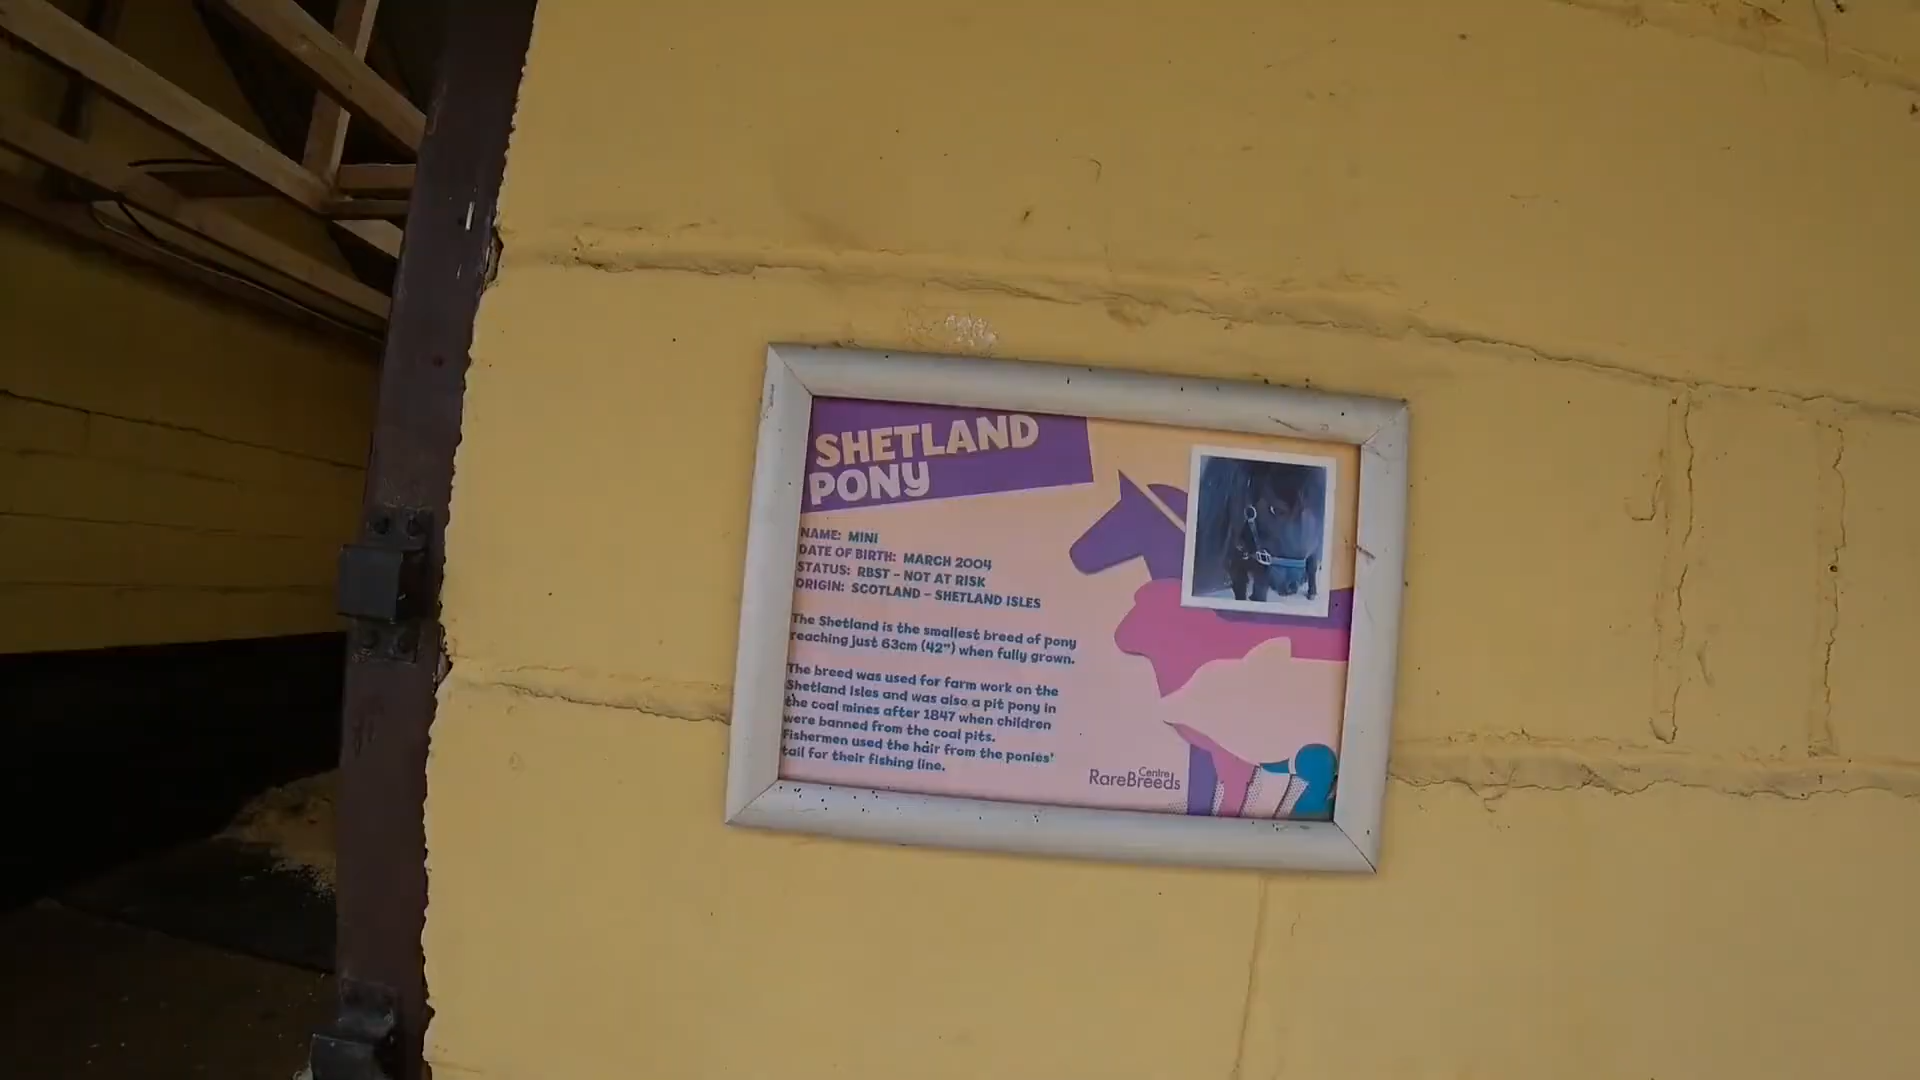 SHETLAND
PONY
NAME: MINI
DATE OF BIRTH: MARCH 2004
STATUS: RBST - NOT AT RISK
ORIGIN: SCOTLAND - SHETLAND ISLES
The Shetland is the smallest breed of pony
reaching just 63cm (42") when fully grown.
The breed was used for farm work on the
Shetland Isles and was also a pit pony in
the coal mines after 1847 when children
were banned from the coal pits.
Fishermen used the hair from the ponies'
tail for their fishing line.
Centre
RareBreeds